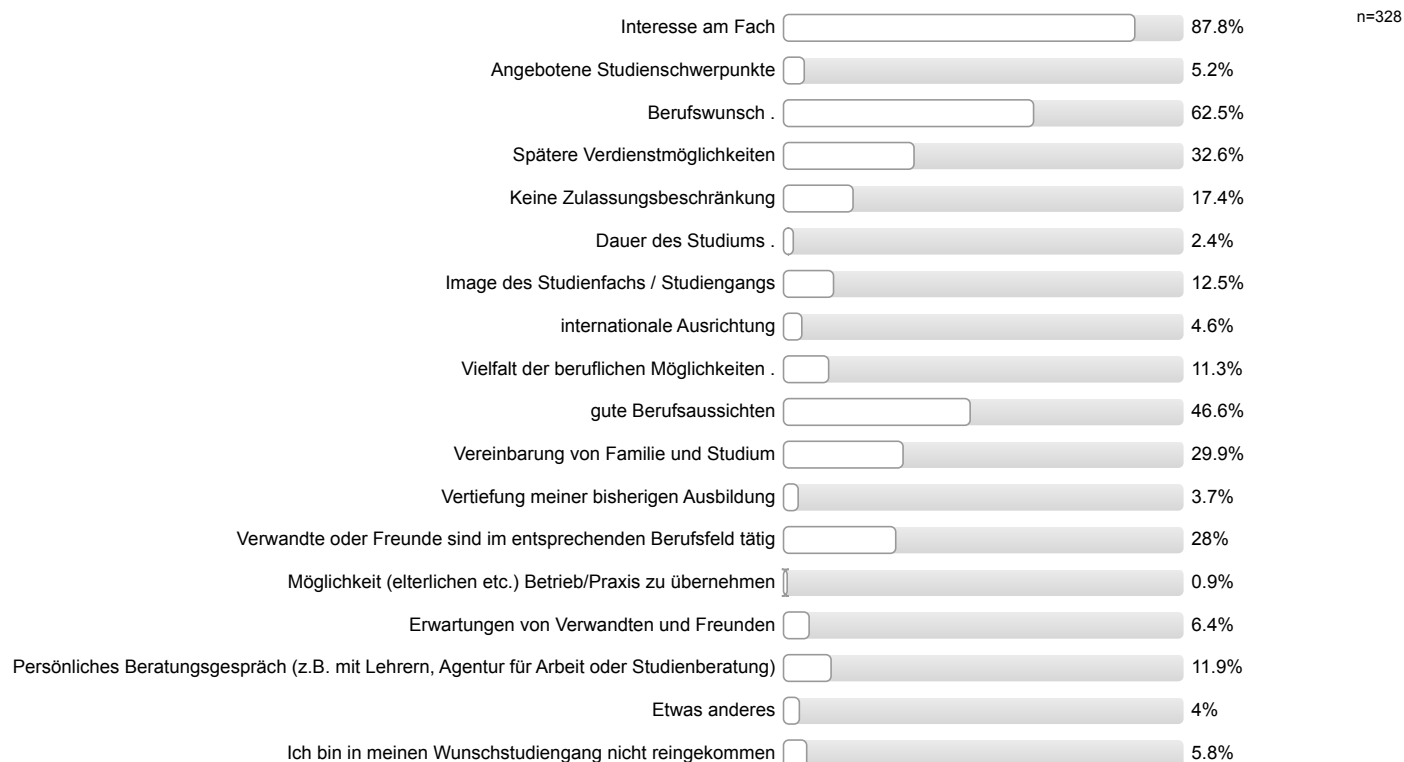 n=328
Interesse am Fach 87.8%
Angebotene Studienschwerpunkte 5.2%
Berufswunsch . 62.5%
Spätere Verdienstmöglichkeiten 32.6%
Keine Zulassungsbeschränkung 17.4%
Dauer des Studiums . 2.4%
Image des Studienfachs / Studiengangs 12.5%
internationale Ausrichtung 4.6%
Vielfalt der beruflichen Möglichkeiten . 11.3%
gute Berufsaussichten 46.6%
Vereinbarung von Familie und Studium 29.9%
Vertiefung meiner bisherigen Ausbildung 3.7%
Verwandte oder Freunde sind im entsprechenden Berufsfeld tätig 28%
Möglichkeit (elterlichen etc.) Betrieb/Praxis zu übernehmen 0.9%
Erwartungen von Verwandten und Freunden 6.4%
Persönliches Beratungsgespräch (z.B. mit Lehrern, Agentur für Arbeit oder Studienberatung) 11.9%
Etwas anderes 4%
Ich bin in meinen Wunschstudiengang nicht reingekommen 5.8%